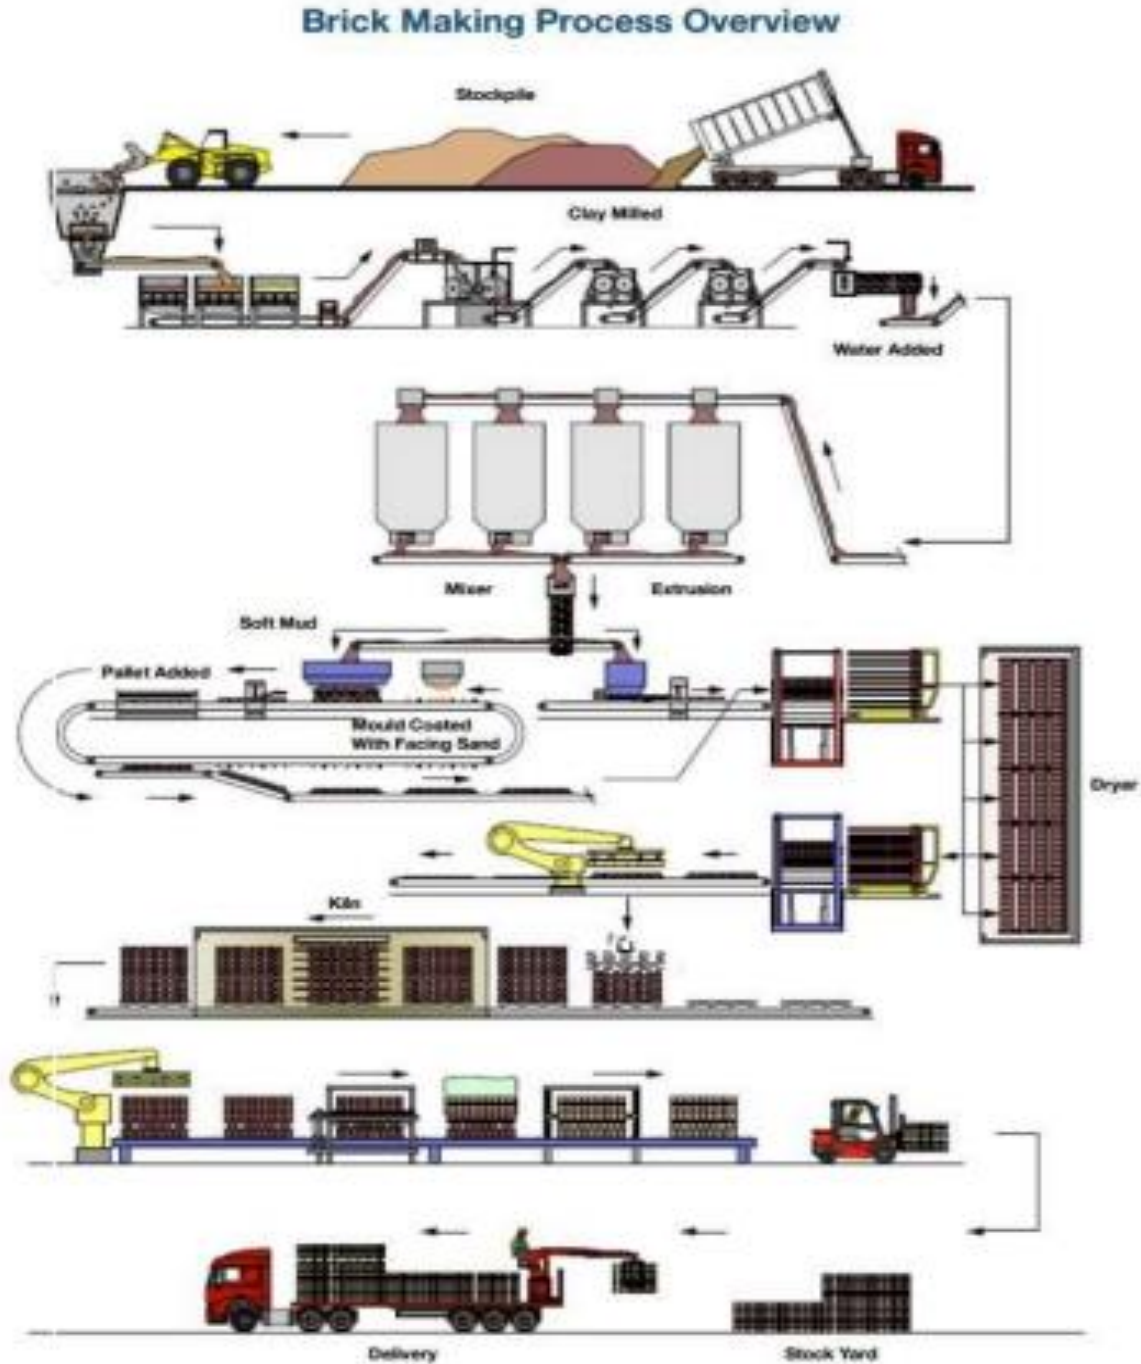 Brick Making Process Overview
Stockpile
Clay Milled
Water Added
Mixer
Extrusion
Soft Mud
Pallet Added
Mould Coated
With Facing Sand
Dryer
Kiln
Delivery
Stock Yard